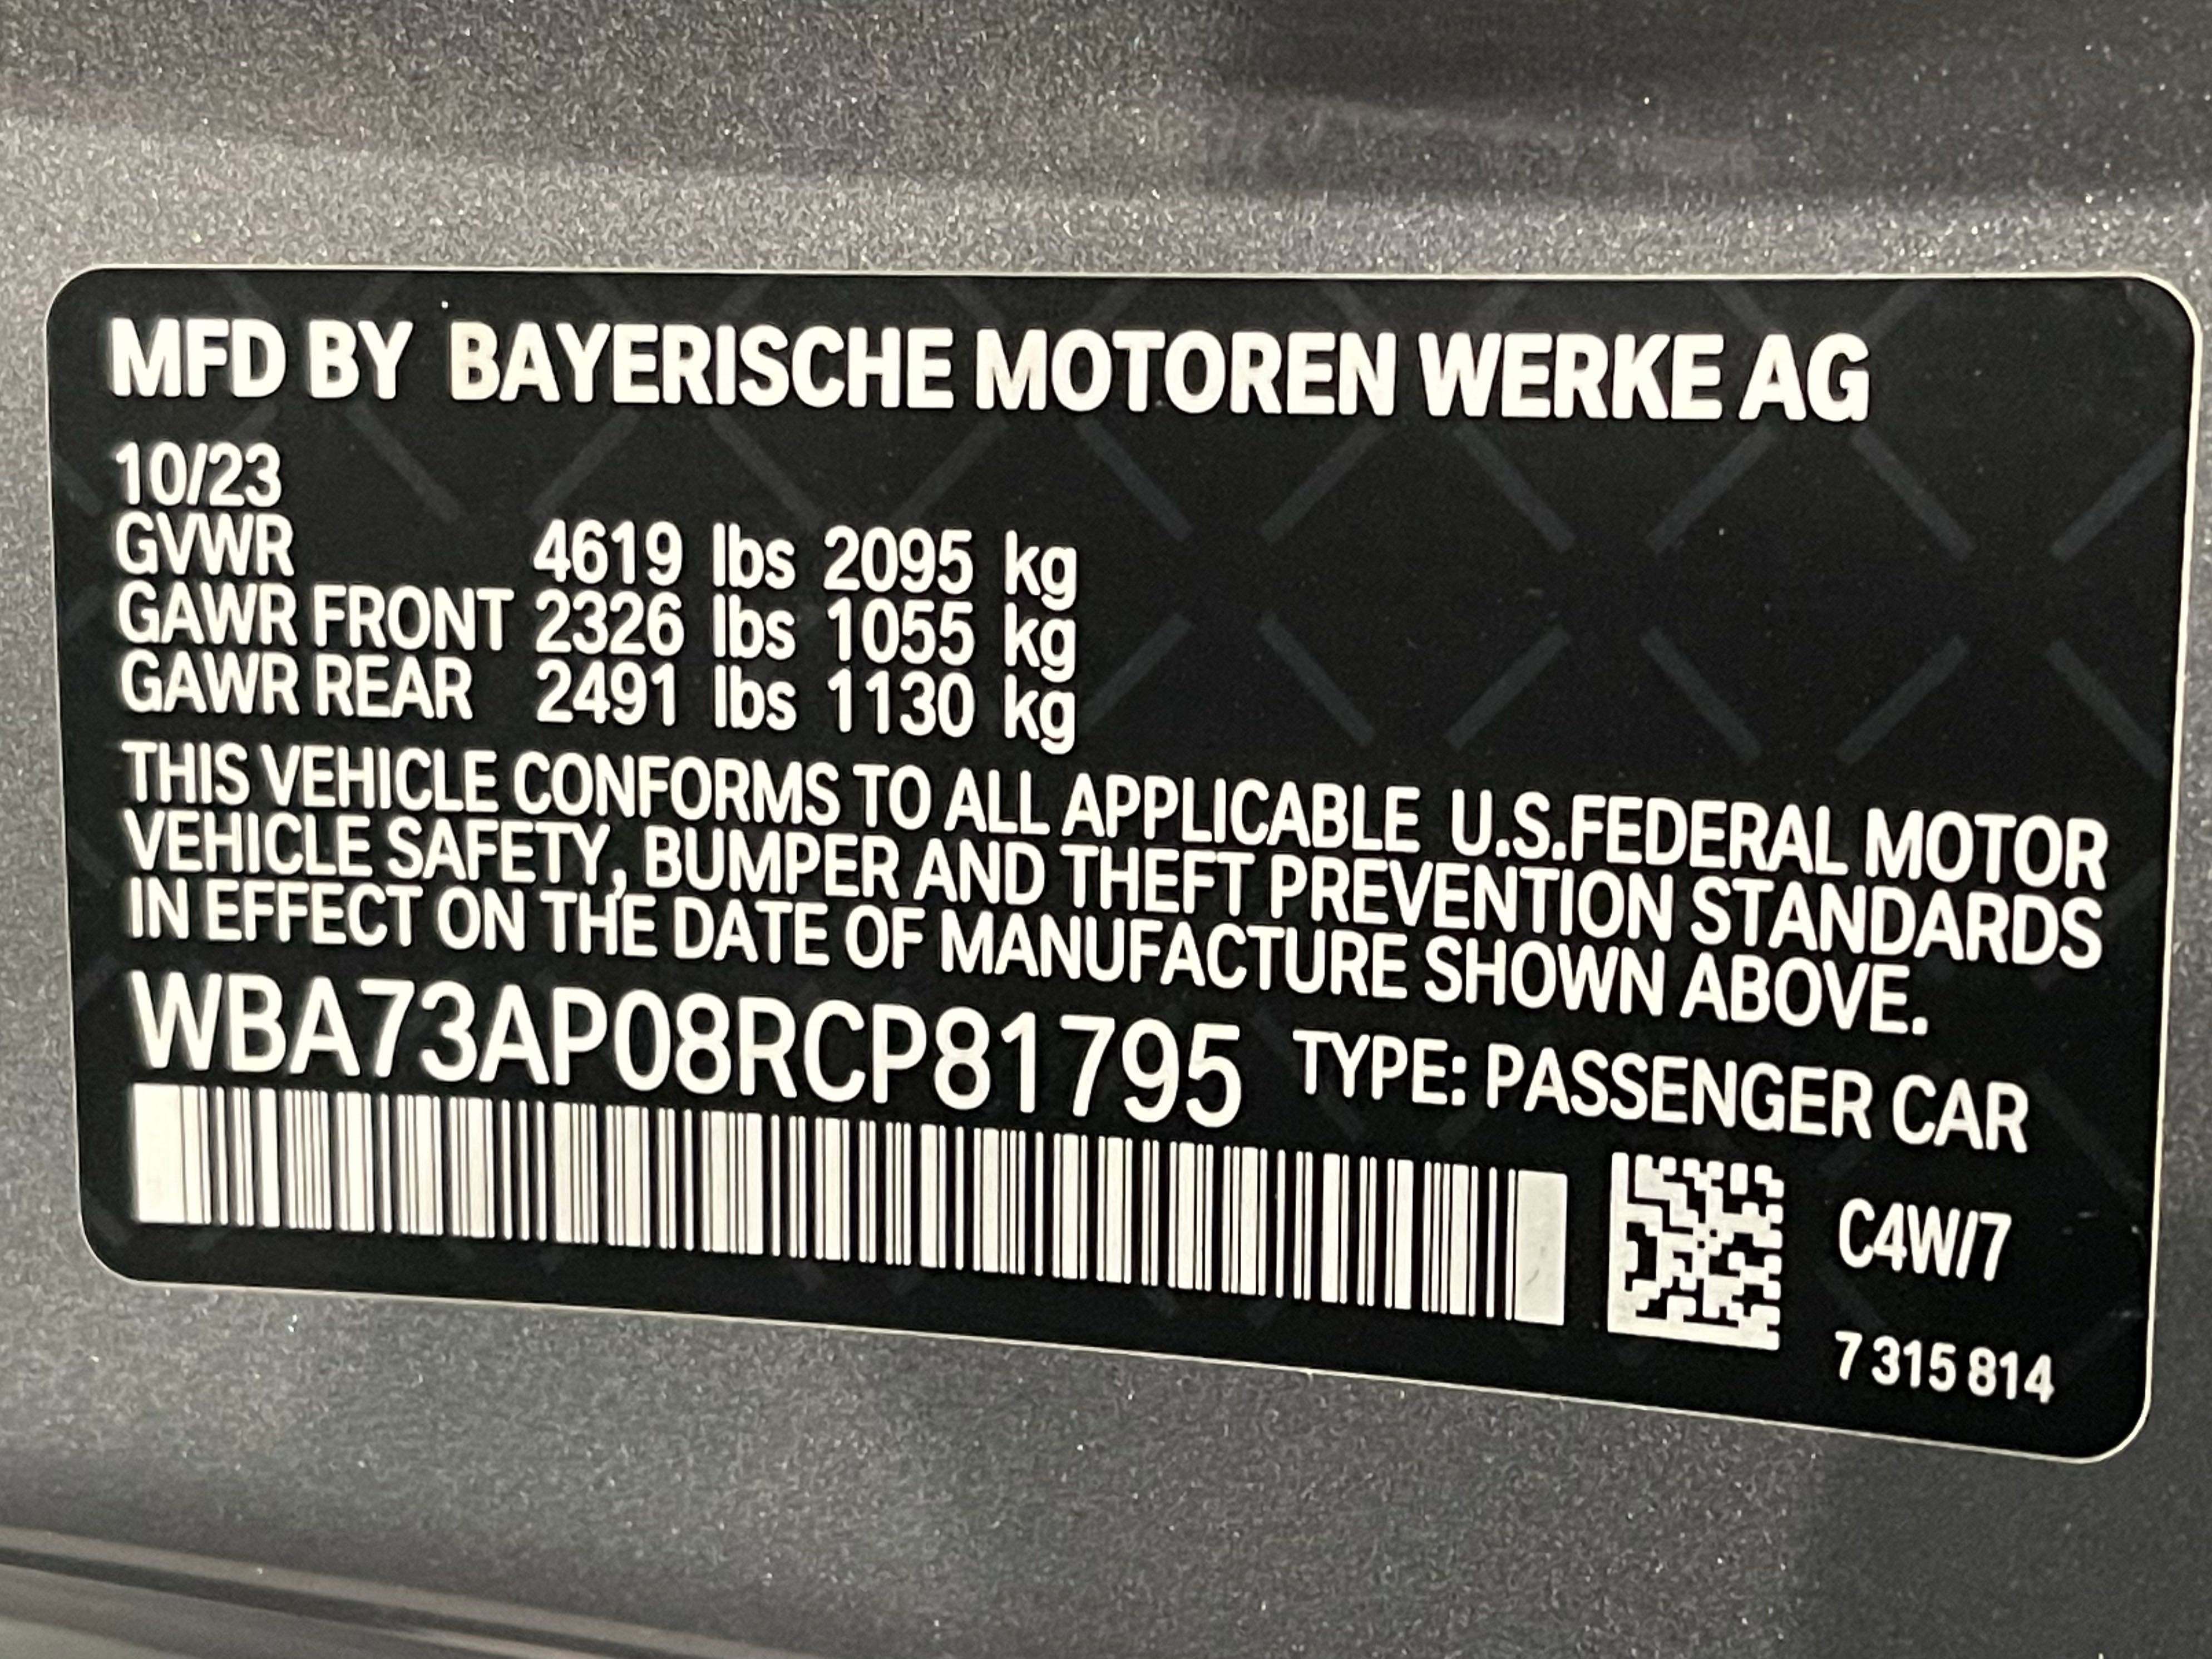 MFD BY BAYERISCHE MOTOREN WERKE AG
10/23
GVWR 4619 lbs 2095 kg
GAWR FRONT 2326 lbs 1055 kg
GAWR REAR 2491 lbs 1130 kg
THIS VEHICLE CONFORMS TO ALL APPLICABLE U.S.FEDERAL MOTOR
VEHICLE SAFETY, BUMPER AND THEFT PREVENTION STANDARDS
IN EFFECT ON THE DATE OF MANUFACTURE SHOWN ABOVE.
WBA73AP08RCP81795 TYPE: PASSENGER CAR
C4W/7
7 315 814